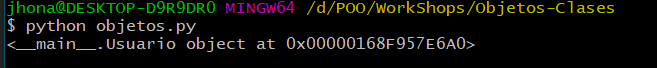 jhona@DESKTOP-D9R9DR0 MINGW64 /d/POO/WorkShops/Objetos-Clases
$ python objetos.py
<__main__.Usuario object at 0x00000168F957E6A0>